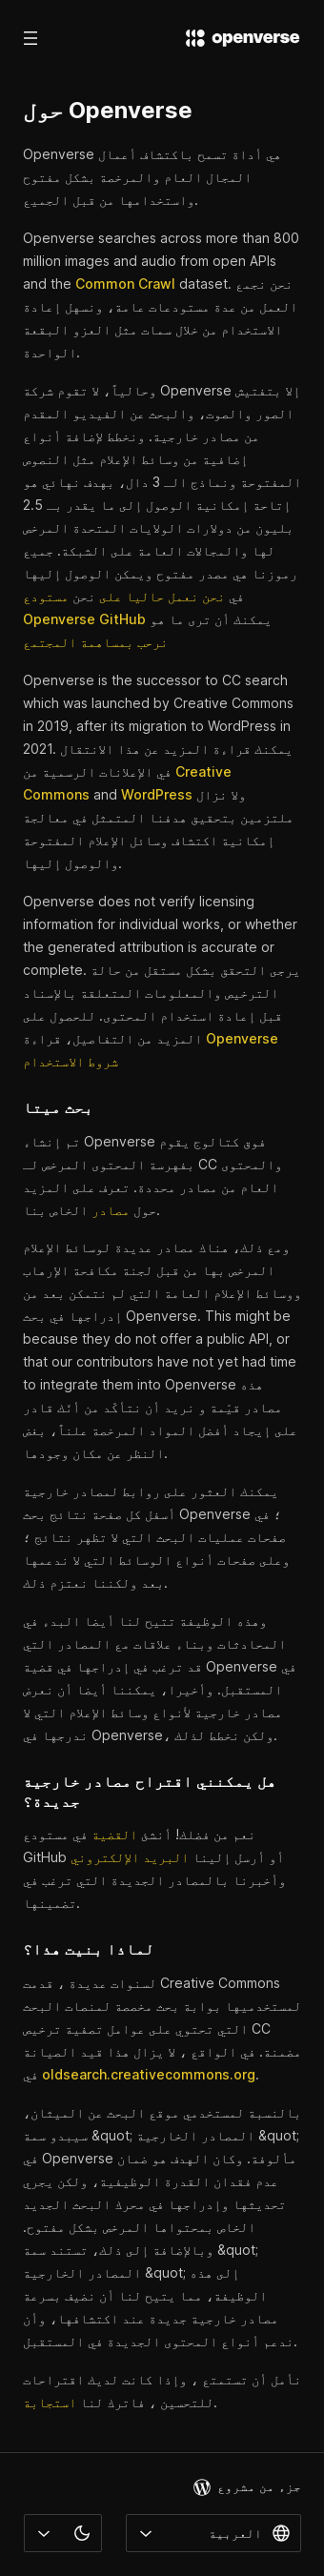 openverse
حول Openverse
Openverse هي أداة تسمح باكتشاف أعمال
المجال العام والمرخصة بشكل مفتوح
واستخدامها من قبل الجميع.
Openverse searches across more than 800
million images and audio from open APIs
and the Common Crawl dataset. نحن نجمع
العمل من عدة مستودعات عامة، ونسهل إعادة
الاستخدام من خلال سمات مثل العزو البقعة
الواحدة.
وحالياً، لا تقوم شركة Openverse إلا بتفتيش
الصور والصوت، والبحث عن الفيديو المقدم
من مصادر خارجية. ونخطط لإضافة أنواع
إضافية من وسائط الإعلام مثل النصوص
المفتوحة ونماذج الـ 3 دال، بهدف نهائي هو
إتاحة إمكانية الوصول إلى ما يقدر بـ 2.5
بليون من دولارات الولايات المتحدة المرخص
لها والمجالات العامة على الشبكة. جميع
رموزنا هي مصدر مفتوح ويمكن الوصول إليها
في نحن نعمل حاليا على نحن مستودع
Openverse GitHub يمكنك أن ترى ما هو
نرحب بمساهمة المجتمع
Openverse is the successor to CC search
which was launched by Creative Commons
in 2019, after its migration to WordPress in
2021. يمكنك قراءة المزيد عن هذا الانتقال
في الإعلانات الرسمية من Creative
Commons and WordPress ولا نزال
ملتزمين بتحقيق هدفنا المتمثل في معالجة
إمكانية اكتشاف وسائل الإعلام المفتوحة
والوصول إليها.
Openverse does not verify licensing
information for individual works, or whether
the generated attribution is accurate or
complete. يرجى التحقق بشكل مستقل من حالة
الترخيص والمعلومات المتعلقة بالإسناد
قبل إعادة استخدام المحتوى. للحصول على
المزيد من التفاصيل، قراءة Openverse
شروط الاستخدام
بحث ميتا
تم إنشاء Openverse فوق كتالوج يقوم
بفهرسة المحتوى المرخص لـ CC والمحتوى
العام من مصادر محددة. تعرف على المزيد
حول مصادر الخاص بنا.
ومع ذلك، هناك مصادر عديدة لوسائط الإعلام
المرخص بها من قبل لجنة مكافحة الإرهاب
ووسائط الإعلام العامة التي لم نتمكن بعد من
إدراجها في بحث Openverse. This might be
because they do not offer a public API, or
that our contributors have not yet had time
to integrate them into Openverse هذه
مصادر قيّمة و نريد أن نتأكّد من أنّك قادر
على إيجاد أفضل المواد المرخصة علناً، بغض
النظر عن مكان وجودها.
يمكنك العثور على روابط لمصادر خارجية
أسفل كل صفحة نتائج بحث Openverse ؛ في
صفحات عمليات البحث التي لا تظهر نتائج ؛
وعلى صفحات أنواع الوسائط التي لا ندعمها
بعد ولكننا نعتزم ذلك.
وهذه الوظيفة تتيح لنا أيضا البدء في
المحادثات وبناء علاقات مع المصادر التي
قد ترغب في إدراجها في قضية Openverse في
المستقبل. وأخيرا، يمكننا أيضا أن نعرض
مصادر خارجية لأنواع وسائط الإعلام التي لا
ندرجها في Openverse، ولكن نخطط لذلك.
هل يمكنني اقتراح مصادر خارجية
جديدة؟
نعم من فضلك! أنشئ القضية في مستودع
GitHub أو أرسل إلينا البريد الإلكتروني
وأخبرنا بالمصادر الجديدة التي ترغب في
تضمينها.
لماذا بنيت هذا؟
لسنوات عديدة ، قدمت Creative Commons
لمستخدميها بوابة بحث مخصصة لمنصات البحث
التي تحتوي على عوامل تصفية ترخيص CC
مضمنة. في الواقع ، لا يزال هذا قيد الصيانة
في oldsearch.creativecommons.org.
بالنسبة لمستخدمي موقع البحث عن الميثان،
سيبدو سمة &quot; المصادر الخارجية &quot;
في Openverse مألوفة. وكان الهدف هو ضمان
عدم فقدان القدرة الوظيفية، ولكن يجري
تحديثها وإدراجها في محرك البحث الجديد
الخاص بمحتواها المرخص بشكل مفتوح.
وبالإضافة إلى ذلك، تستند سمة &quot;
المصادر الخارجية &quot; إلى هذه
الوظيفة، مما يتيح لنا أن نضيف بسرعة
مصادر خارجية جديدة عند اكتشافها، وأن
ندعم أنواع المحتوى الجديدة في المستقبل.
نأمل أن تستمتع ، وإذا كانت لديك اقتراحات
للتحسين ، فاترك لنا استجابة.
جزء من مشروع
العربية